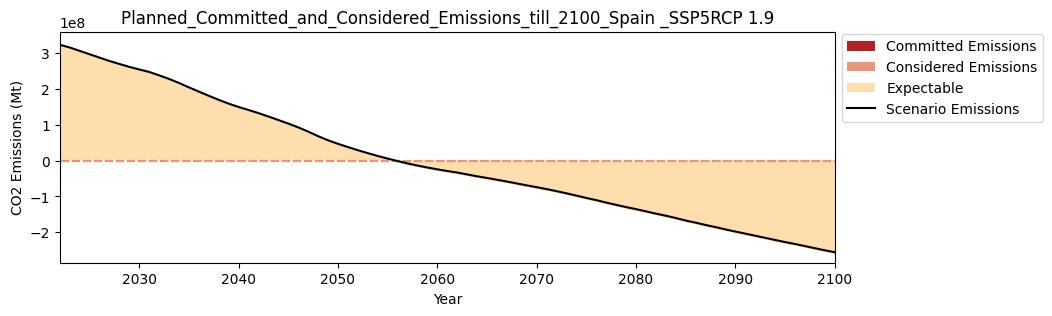 Planned_Committed_and_Considered_Emissions_till_2100_Spain _SSP5RCP 1.9
1e8
3
2
1
0
−1
−2
CO2 Emissions (Mt)
2030 2040 2050 2060 2070 2080 2090 2100
Year
Committed Emissions
Considered Emissions
Expectable
Scenario Emissions